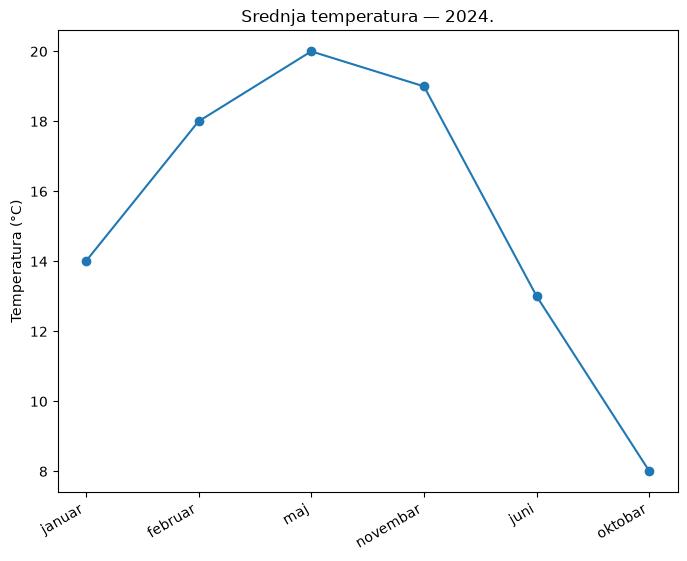 Srednja temperatura — 2024.
Temperatura (°C)
20
18
16
14
12
10
8
januar
februar
maj
novembar
juni
oktobar